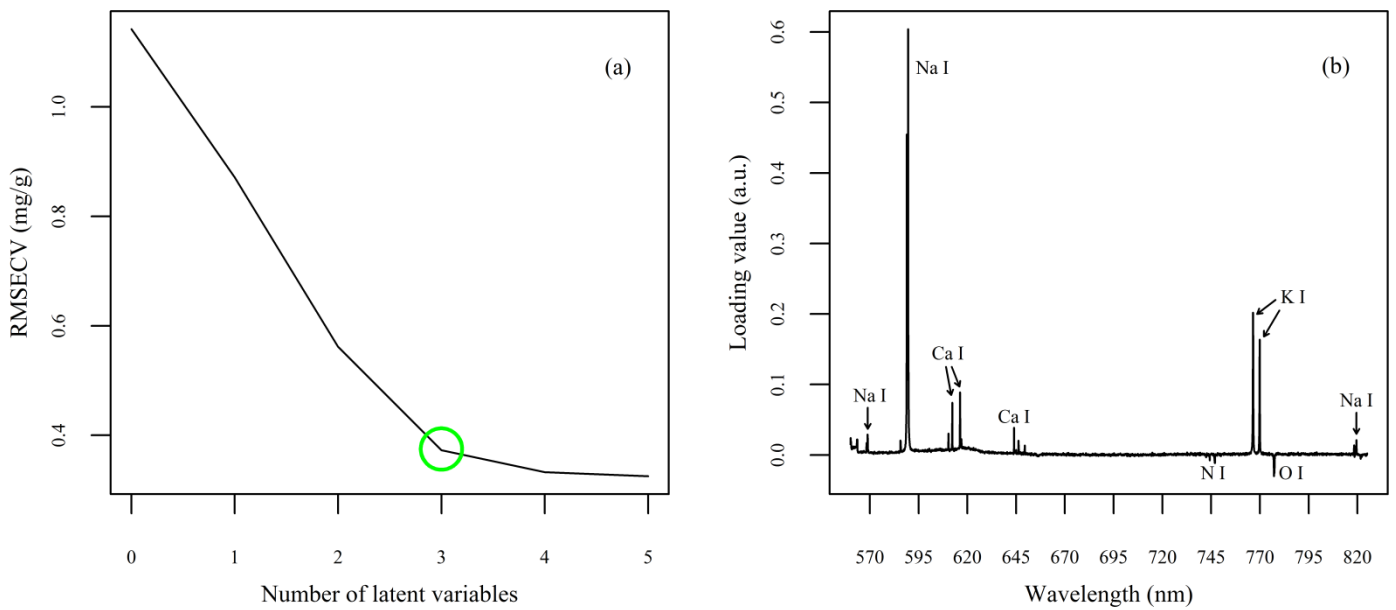 (a)
RMSECV (mg/g)
1.0
0.8
0.6
0.4
0 1 2 3 4 5
Number of latent variables
(b)
Loading value (a.u.)
0.6
0.5
0.4
0.3
0.2
0.1
0.0
Na I
K I
Ca I
Na I
Ca I
Na I
N I
O I
570 595 620 645 670 695 720 745 770 795 820
Wavelength (nm)